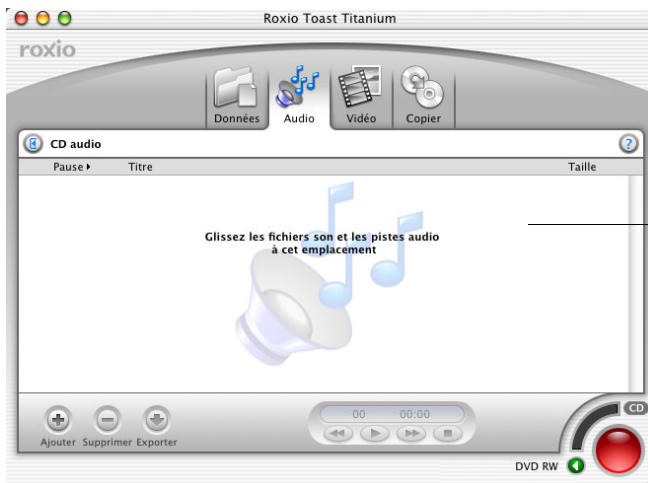 Roxio Toast Titanium
roxio
Données Audio Vidéo Copier
CD audio ?
Pause Titre Taille
Glissez les fichiers son et les pistes audio
à cet emplacement
00 00:00
CD
Ajouter Supprimer Exporter
DVD RW